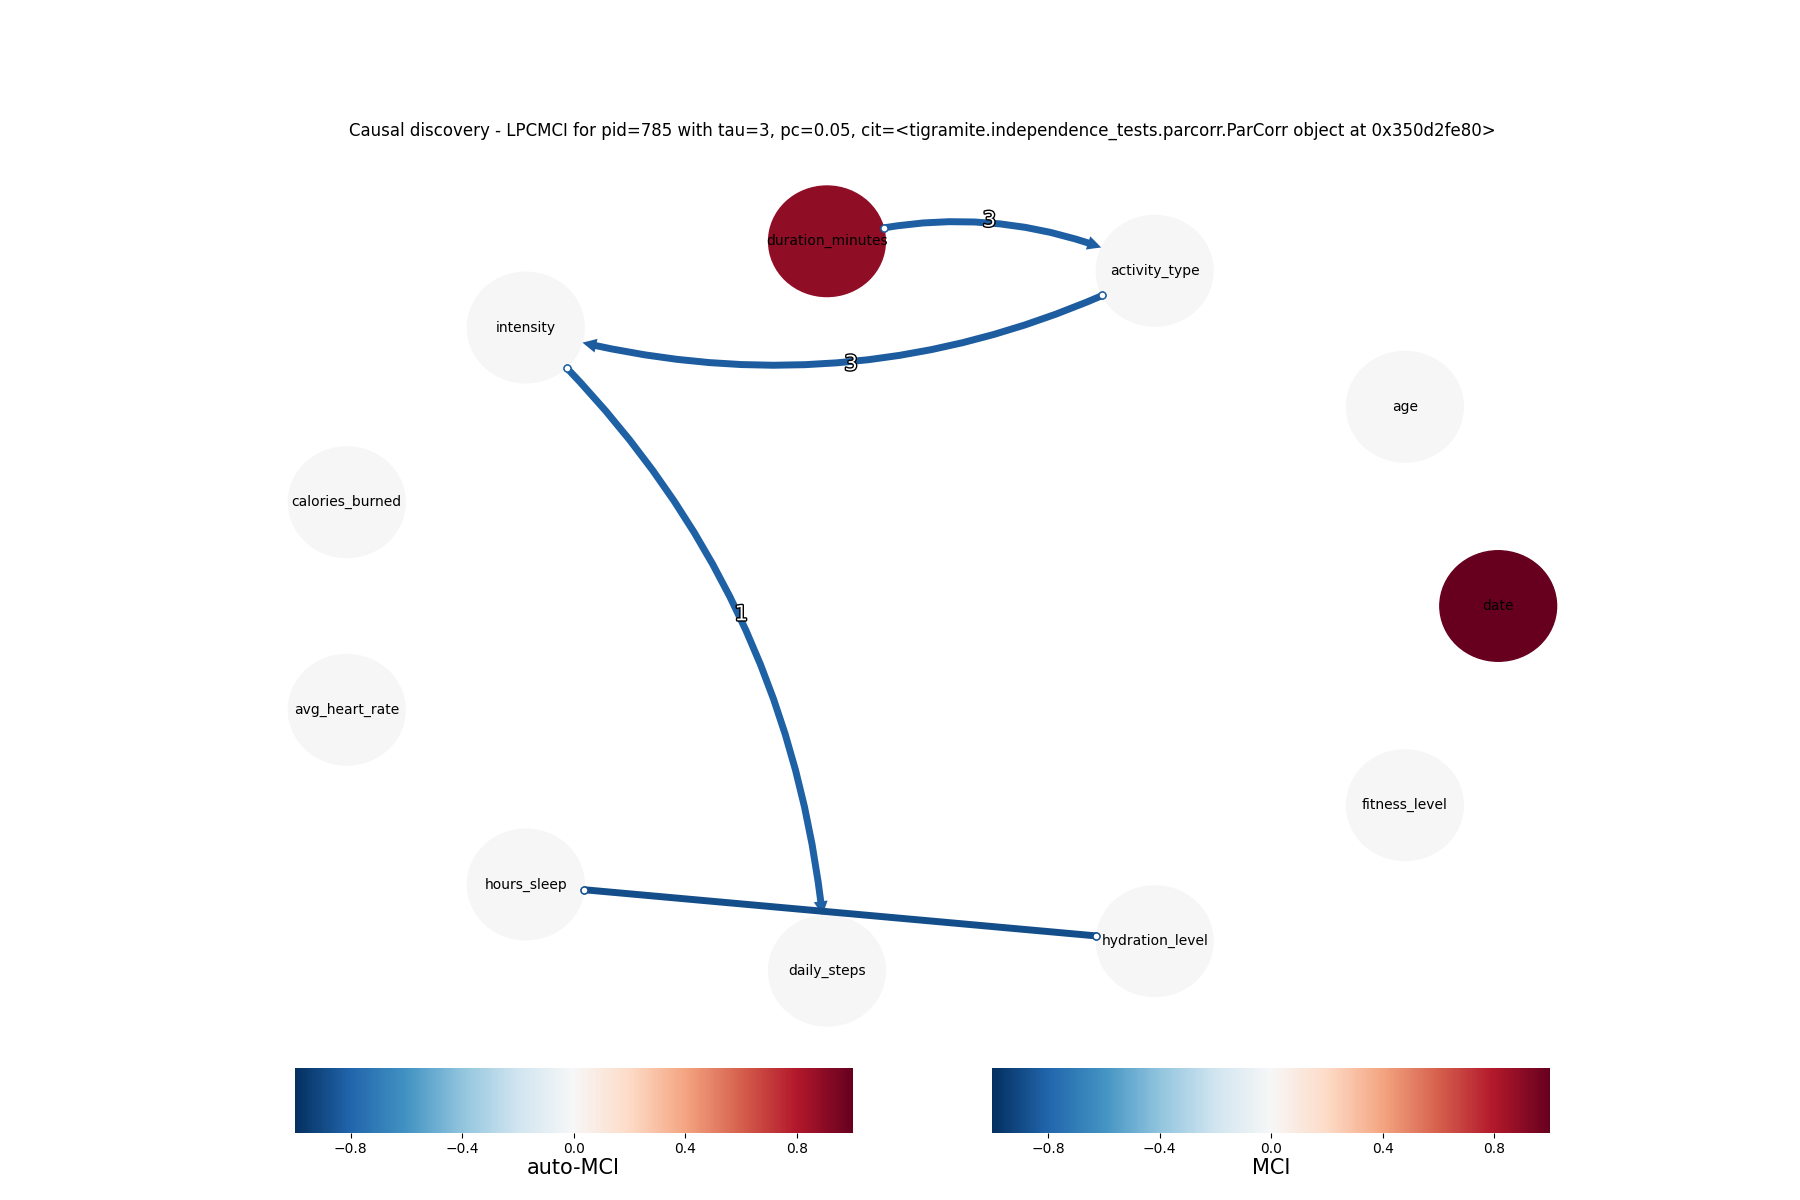 Causal discovery - LPCMCI for pid=785 with tau=3, pc=0.05, cit=<tigramite.independence_tests.parcorr.ParCorr object at 0x350d2fe80>
duration_minutes
3
activity_type
intensity
3
age
calories_burned
date
1
avg_heart_rate
fitness_level
hours_sleep
hydration_level
daily_steps
−0.8 −0.4 0.0 0.4 0.8
auto-MCI
−0.8 −0.4 0.0 0.4 0.8
MCI